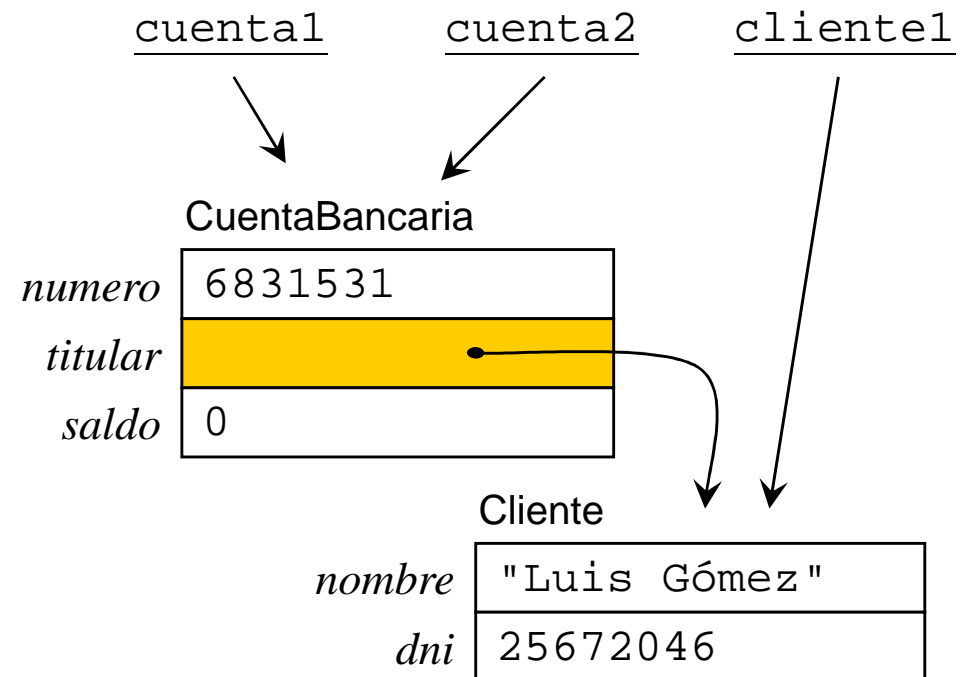 cuenta1 cuenta2 cliente1
CuentaBancaria
numero 6831531
titular
saldo 0
Cliente
nombre "Luis Gómez"
dni 25672046